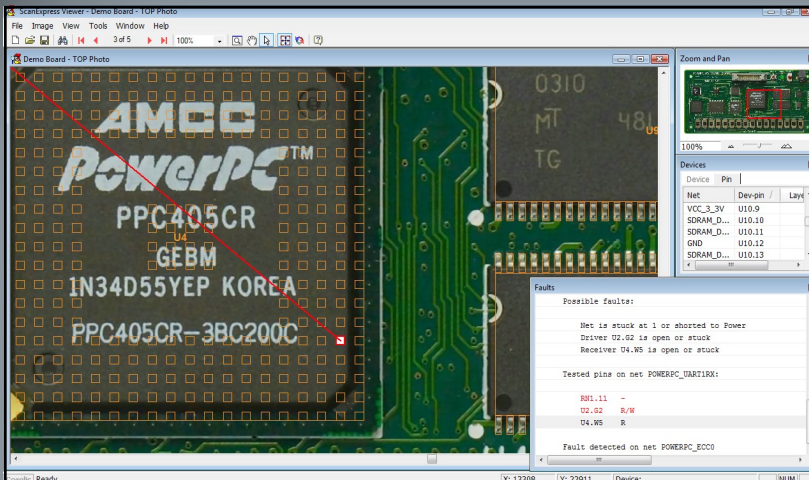 ScanExpress Viewer - Demo Board - TOP Photo
File Image View Tools Window Help
3 of 5 100%
Demo Board - TOP Photo
AMCC
PowerPC™
PPC405CR
U4
GEBM
1N34D55YEP KOREA
PPC405CR-3BC200C
0310
MT 481
U9
TG
Zoom and Pan
100%
Devices
Device Pin
Net Dev-pin / Laye
VCC_3_3V U10.9
SDRAM_D... U10.10
SDRAM_D... U10.11
GND U10.12
SDRAM_D... U10.13
Faults
Possible faults:
Net is stuck at 1 or shorted to Power
Driver U2.G2 is open or stuck
Receiver U4.W5 is open or stuck
Tested pins on net POWERPC_UART1RX:
RN1.11 -
U2.G2 R/W
U4.W5 R
Fault detected on net POWERPC_ECC0
Ready X: 13308 Y: 22911 Device: NUM